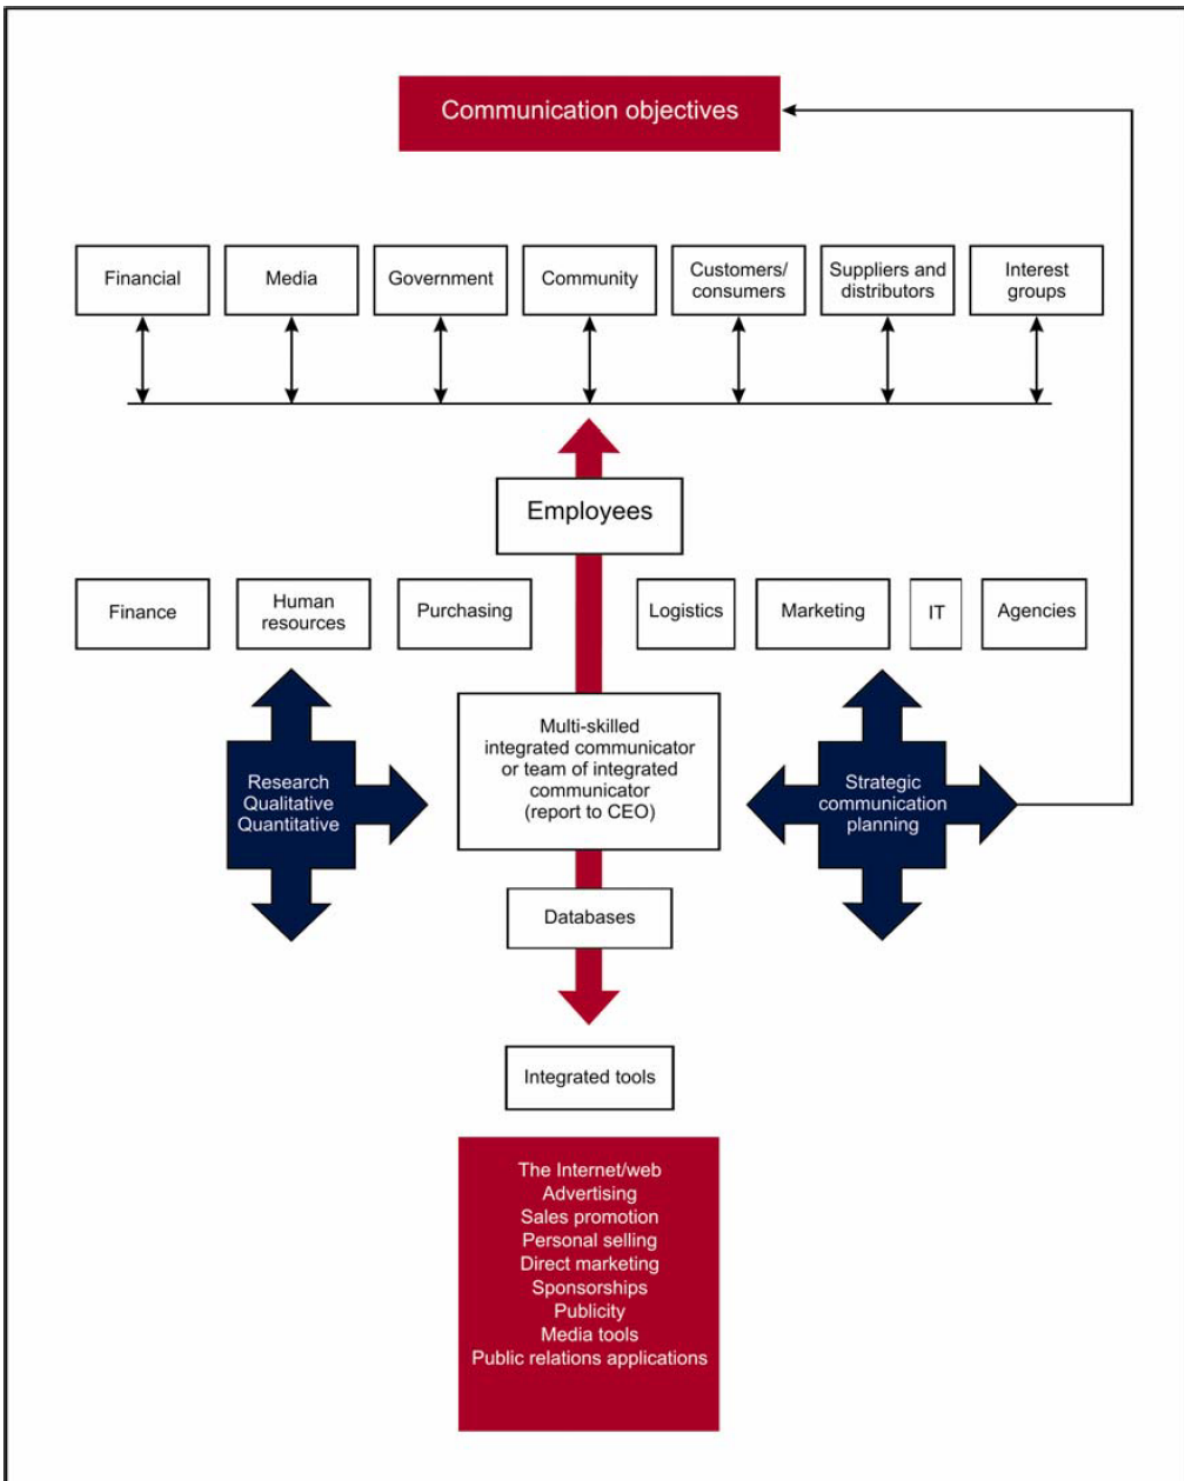 Communication objectives
Financial
Media
Government
Community
Customers/
consumers
Suppliers and
distributors
Interest
groups
Employees
Finance
Human
resources
Purchasing
Logistics
Marketing
IT
Agencies
Research
Qualitative
Quantitative
Multi-skilled
integrated communicator
or team of integrated
communicator
(report to CEO)
Strategic
communication
planning
Databases
Integrated tools
The Internet/web
Advertising
Sales promotion
Personal selling
Direct marketing
Sponsorships
Publicity
Media tools
Public relations applications